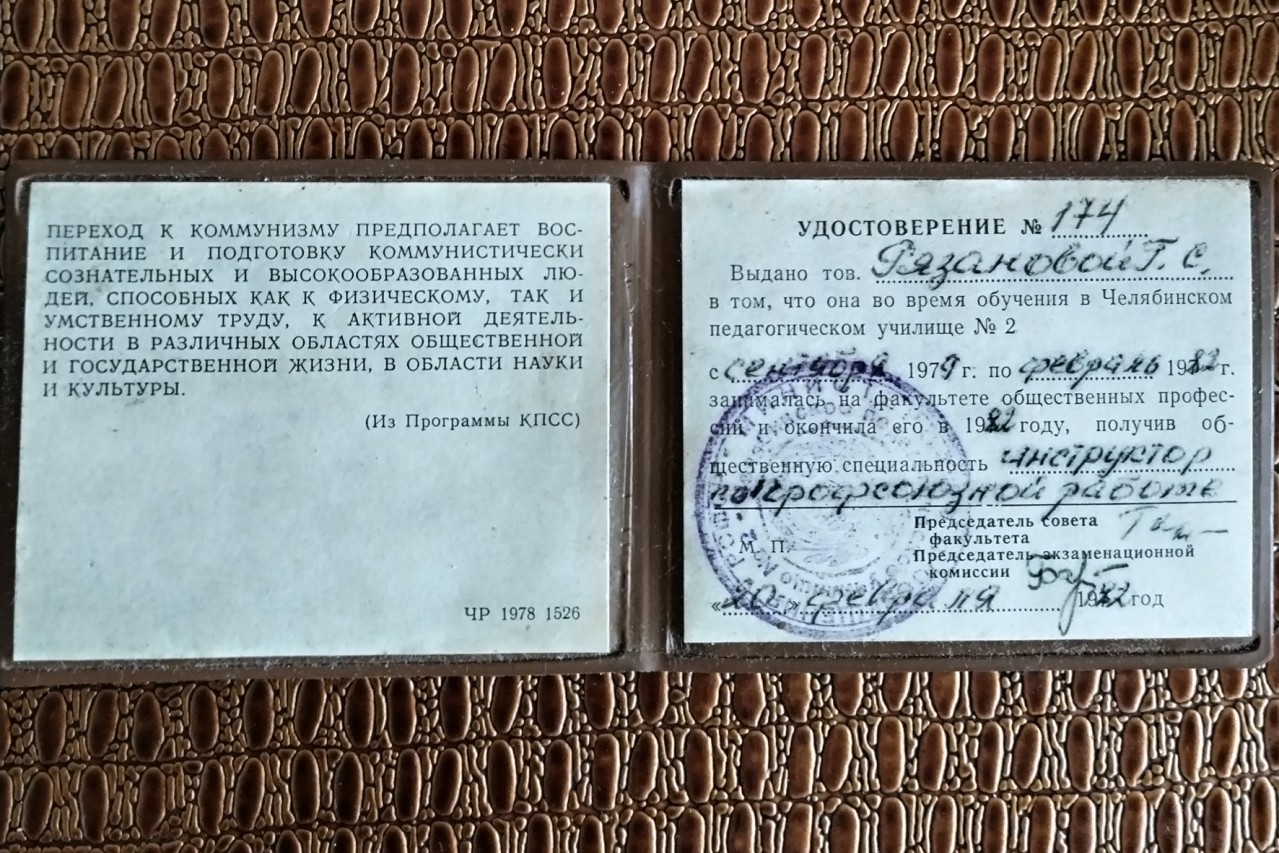 ПЕРЕХОД К КОММУНИЗМУ ПРЕДПОЛАГАЕТ ВОС-
ПИТАНИЕ И ПОДГОТОВКУ КОММУНИСТИЧЕСКИ
СОЗНАТЕЛЬНЫХ И ВЫСОКООБРАЗОВАННЫХ ЛЮ-
ДЕЙ, СПОСОБНЫХ КАК К ФИЗИЧЕСКОМУ, ТАК И
УМСТВЕННОМУ ТРУДУ, К АКТИВНОЙ ДЕЯТЕЛЬ-
НОСТИ В РАЗЛИЧНЫХ ОБЛАСТЯХ ОБЩЕСТВЕННОЙ
И ГОСУДАРСТВЕННОЙ ЖИЗНИ, В ОБЛАСТИ НАУКИ
И КУЛЬТУРЫ.
(Из Программы КПСС)
ЧР 1978 1526
УДОСТОВЕРЕНИЕ № 174
Выдано тов. Рязановой Г. С.
в том, что она во время обучения в Челябинском
педагогическом училище № 2
с сентября 1979 г. по февраль 1982 г.
занималась на факультете общественных профес-
сий и окончила его в 1982 году, получив об-
щественную специальность инструктор
по профсоюзной работе
Председатель совета
факультета
Председатель экзаменационной
М. П. комиссии
«20» февраля 1982 год